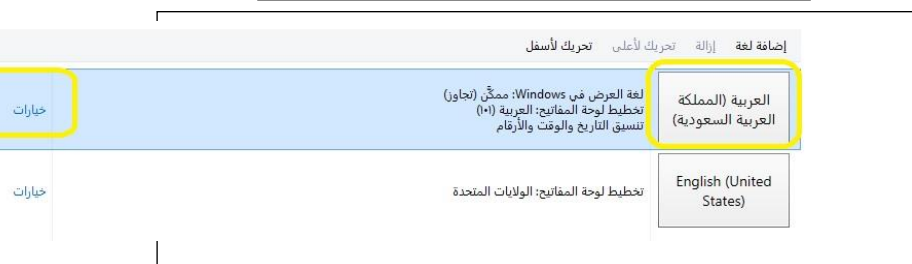 إضافة لغة إزالة تحريك لأعلى تحريك لأسفل
العربية (المملكة
العربية السعودية)
لغة العرض في Windows: ممكَّن (تجاوز)
تخطيط لوحة المفاتيح: العربية (١٠١)
تنسيق التاريخ والوقت والأرقام
خيارات
English (United
States)
تخطيط لوحة المفاتيح: الولايات المتحدة
خيارات